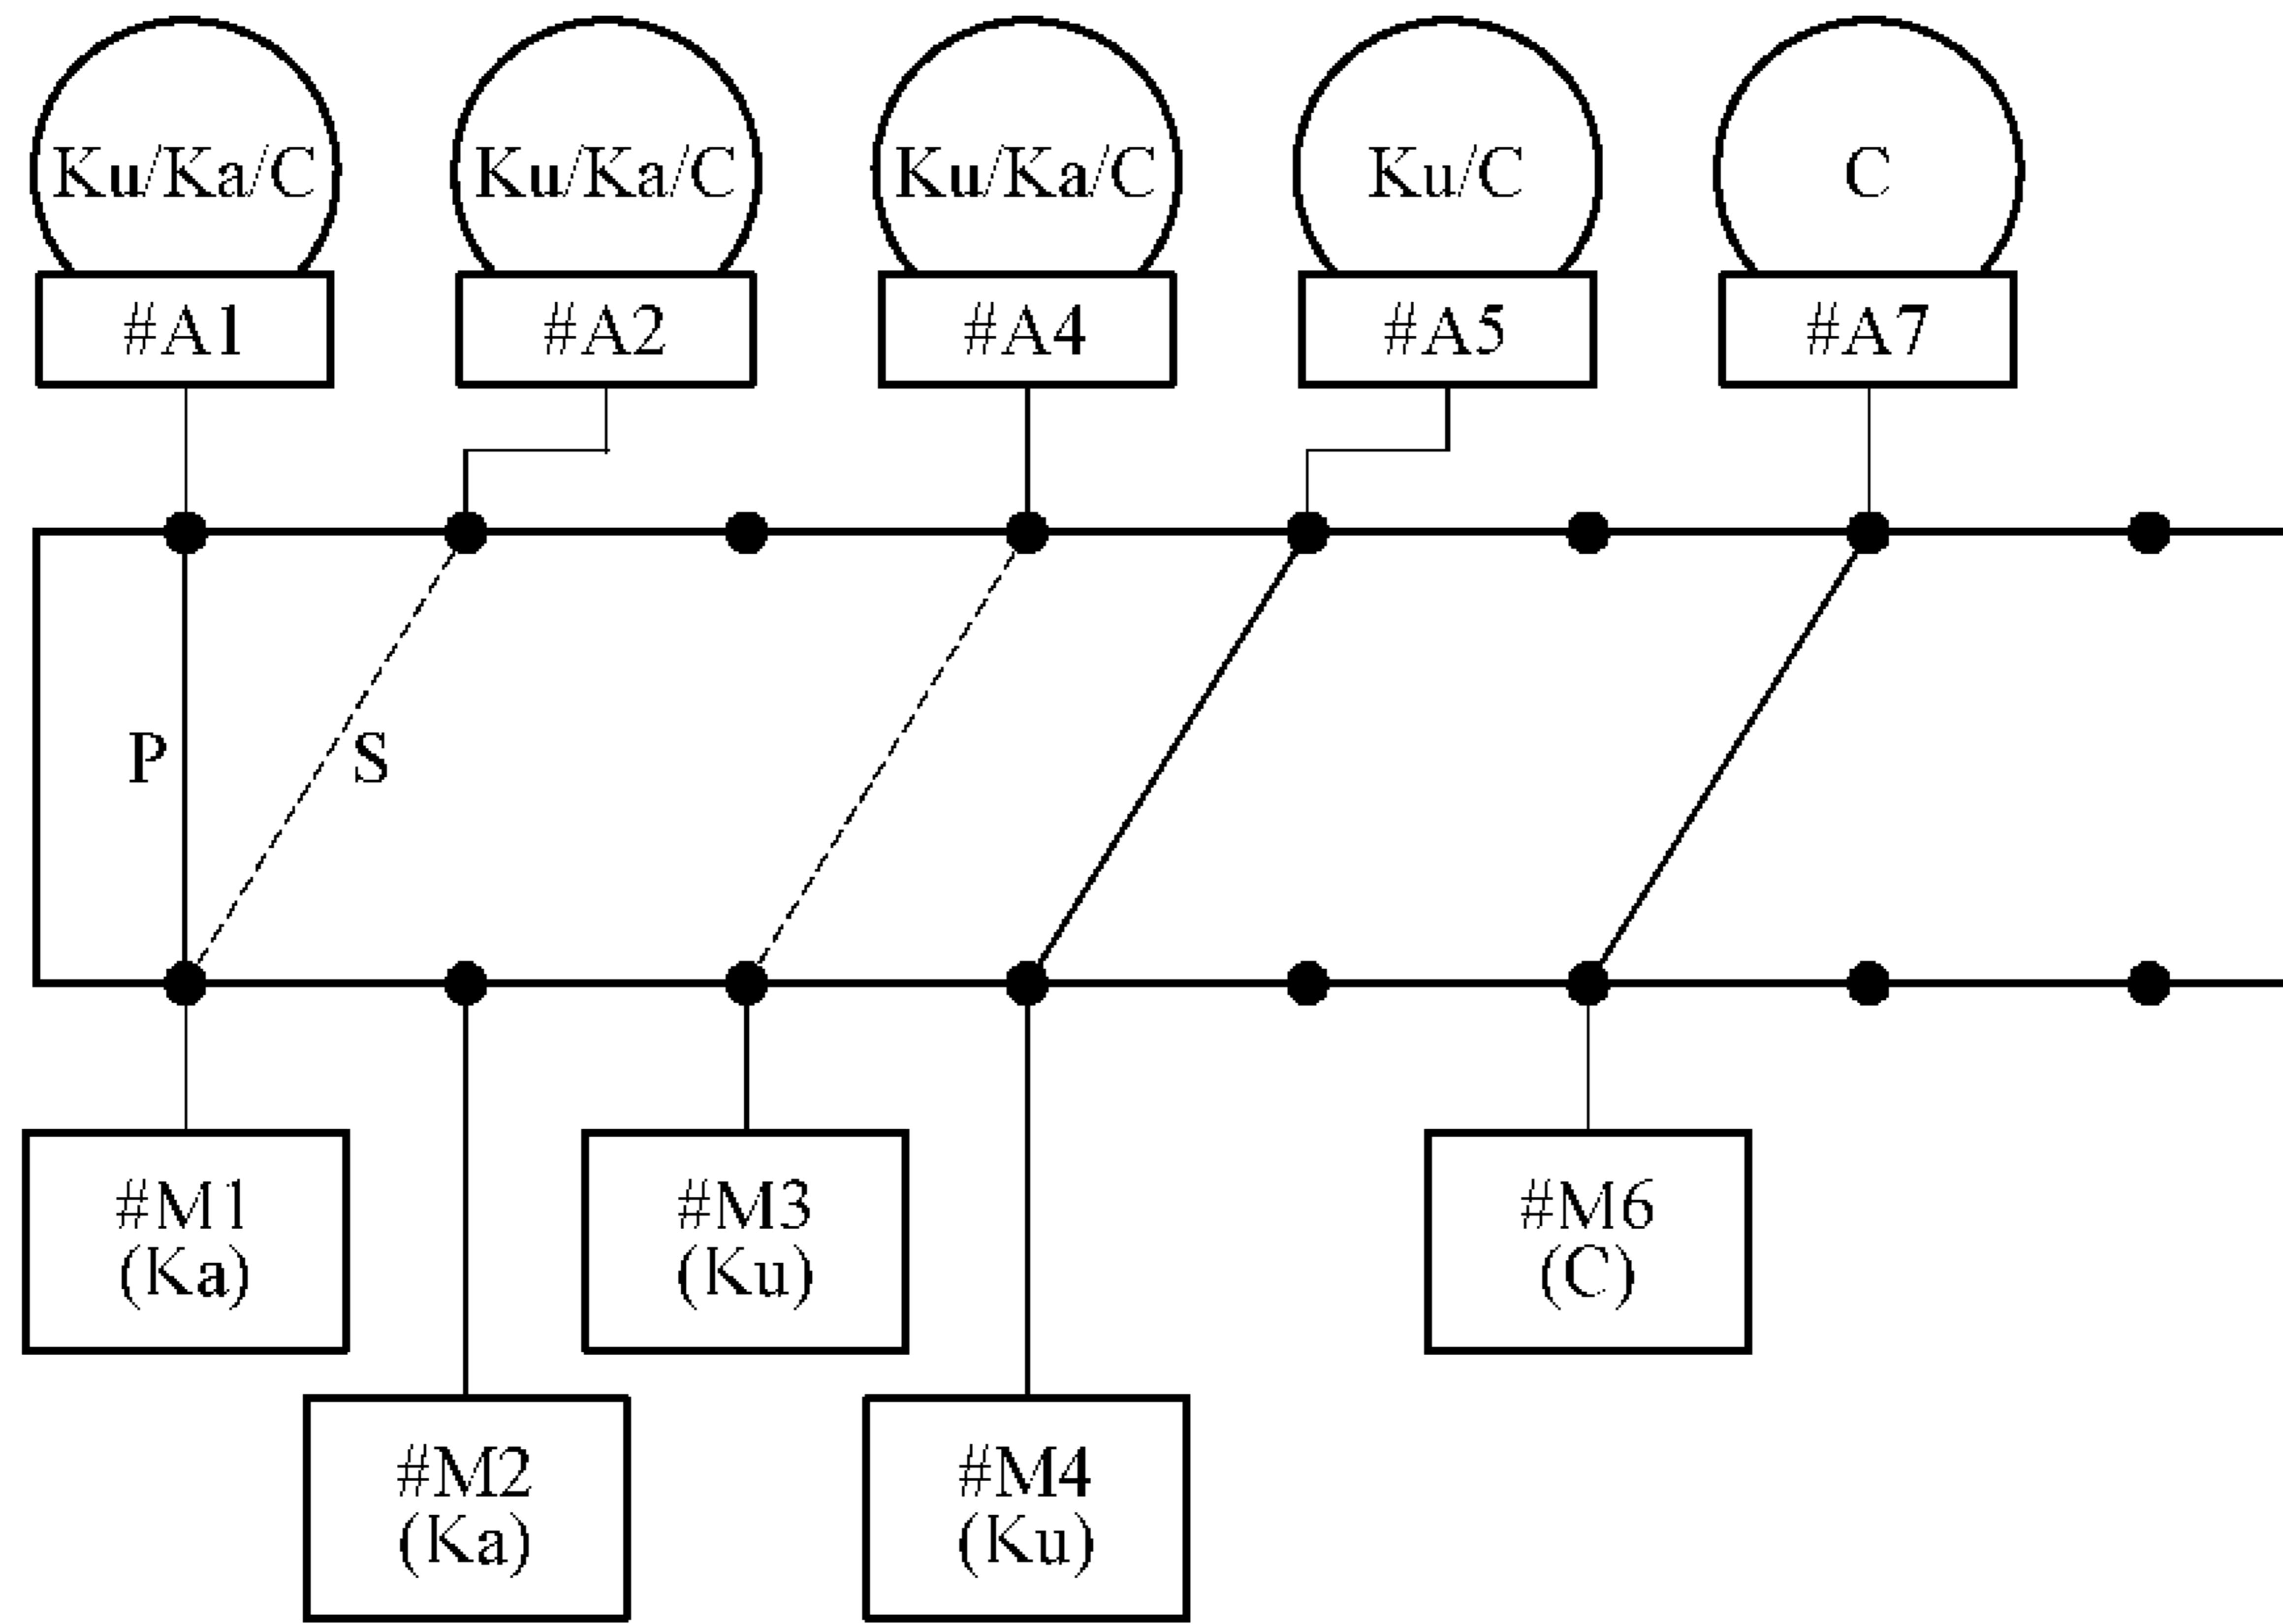 Ku/Ka/C
Ku/Ka/C
Ku/Ka/C
Ku/C
C
#A1
#A2
#A4
#A5
#A7
P
S
#M1
(Ka)
#M3
(Ku)
#M6
(C)
#M2
(Ka)
#M4
(Ku)